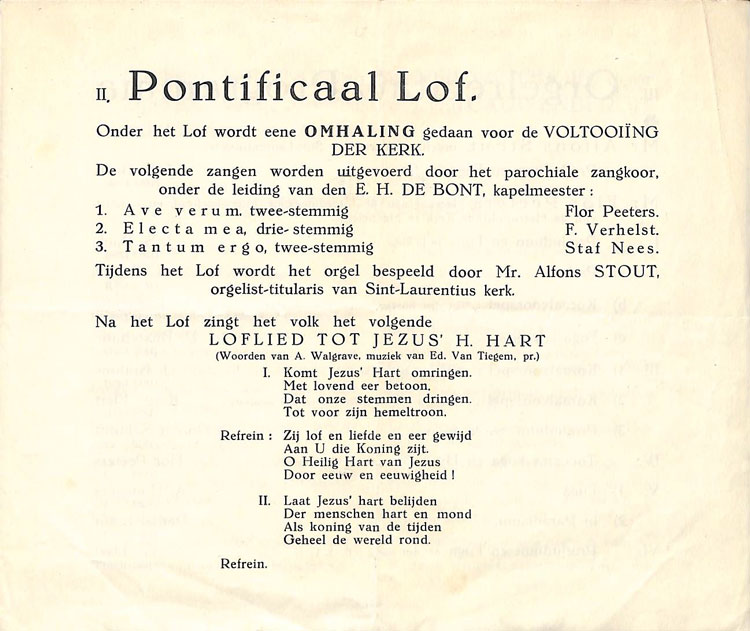 II. Pontificaal Lof.
Onder het Lof wordt eene OMHALING gedaan voor de VOLTOOIÏNG
DER KERK.
De volgende zangen worden uitgevoerd door het parochiale zangkoor,
onder de leiding van den E. H. DE BONT, kapelmeester :
1. Ave verum, twee-stemmig Flor Peeters.
2. Electa mea, drie-stemmig F. Verhelst.
3. Tantum ergo, twee-stemmig Staf Nees.
Tijdens het Lof wordt het orgel bespeeld door Mr. Alfons STOUT,
orgelist-titularis van Sint-Laurentius kerk.
Na het Lof zingt het volk het volgende
LOFLIED TOT JEZUS' H. HART
(Woorden van A. Walgrave, muziek van Ed. Van Tiegem, pr.)
I. Komt Jezus' Hart omringen.
Met lovend eer betoon,
Dat onze stemmen dringen.
Tot voor zijn hemeltroon.
Refrein : Zij lof en liefde en eer gewijd
Aan U die Koning zijt.
O Heilig Hart van Jezus
Door eeuw en eeuwigheid !
II. Laat Jezus' hart belijden
Der menschen hart en mond
Als koning van de tijden
Geheel de wereld rond.
Refrein.